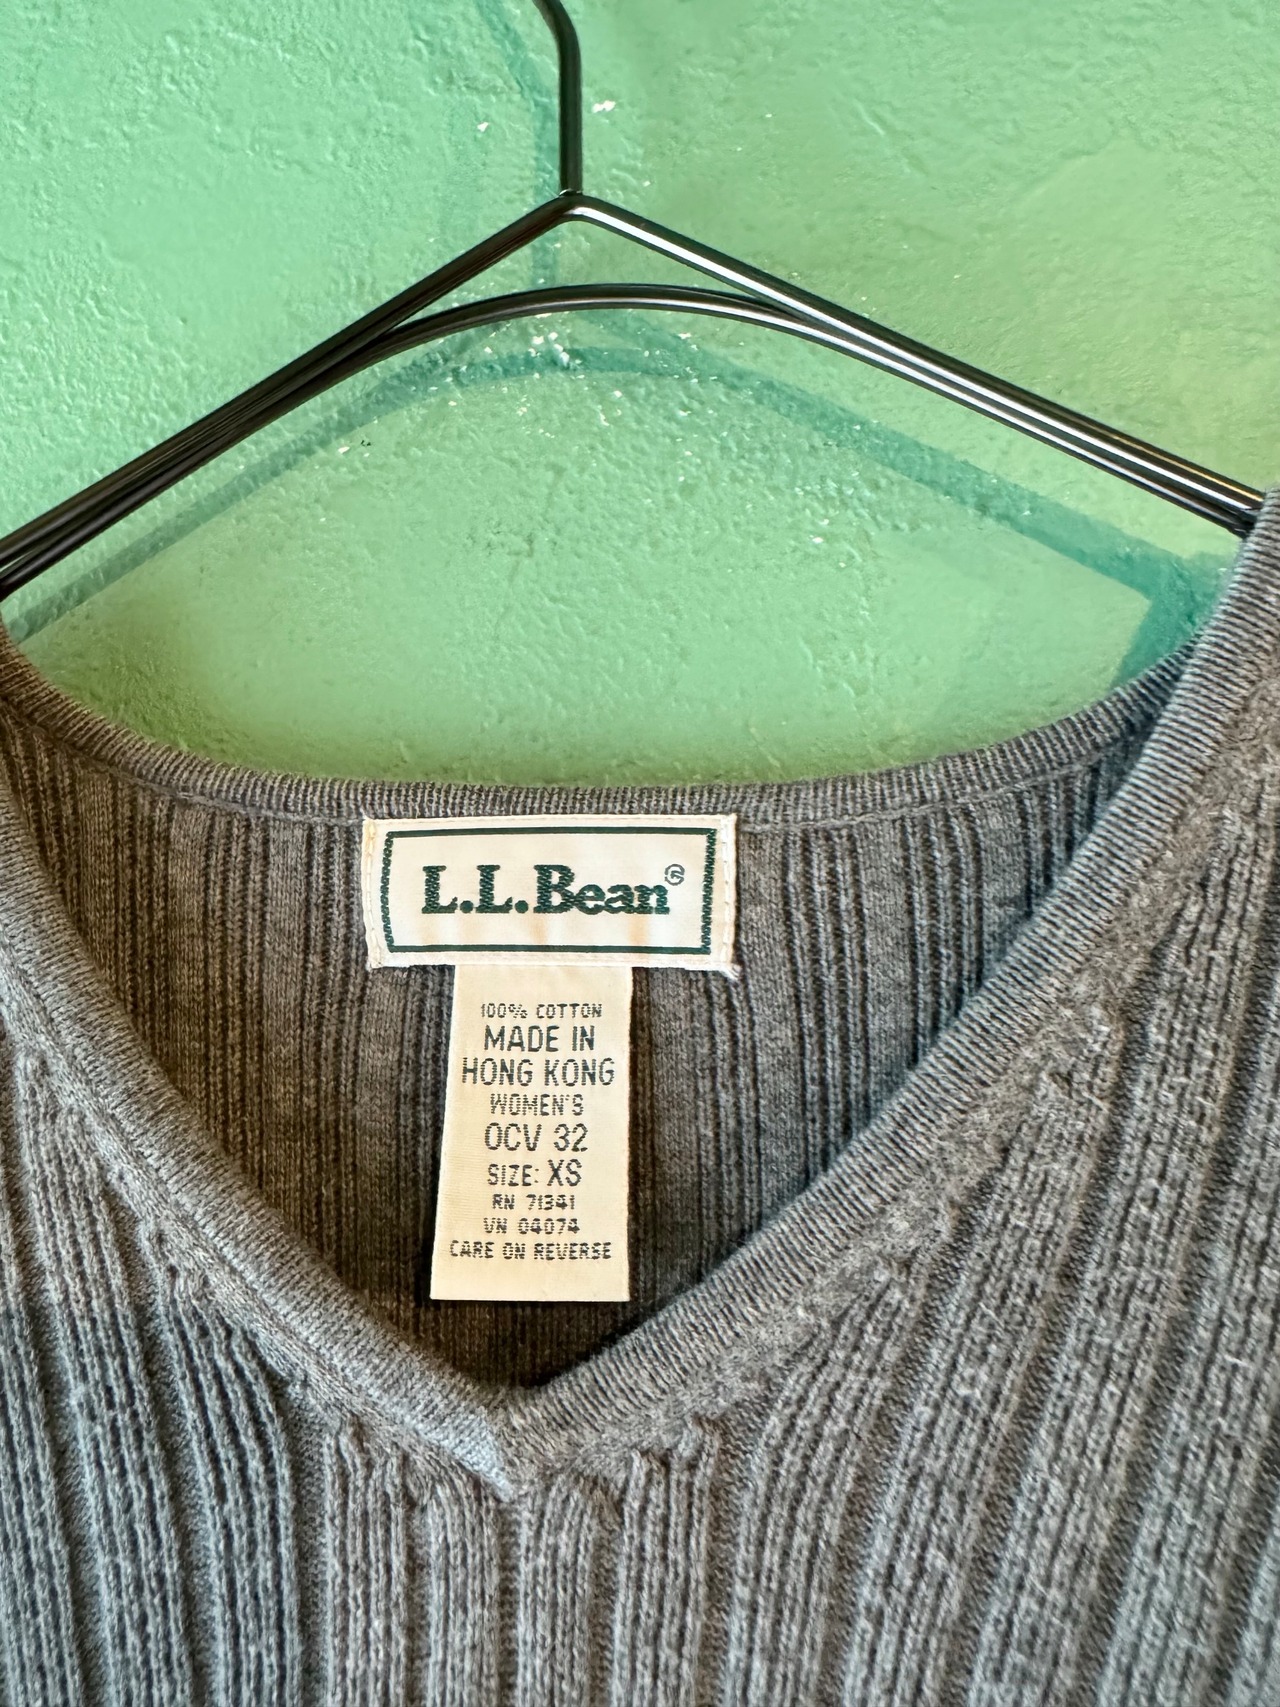 L.L.Bean®
100% COTTON
MADE IN
HONG KONG
WOMEN'S
OCV 32
SIZE: XS
RN 71341
VN 04074
CARE ON REVERSE